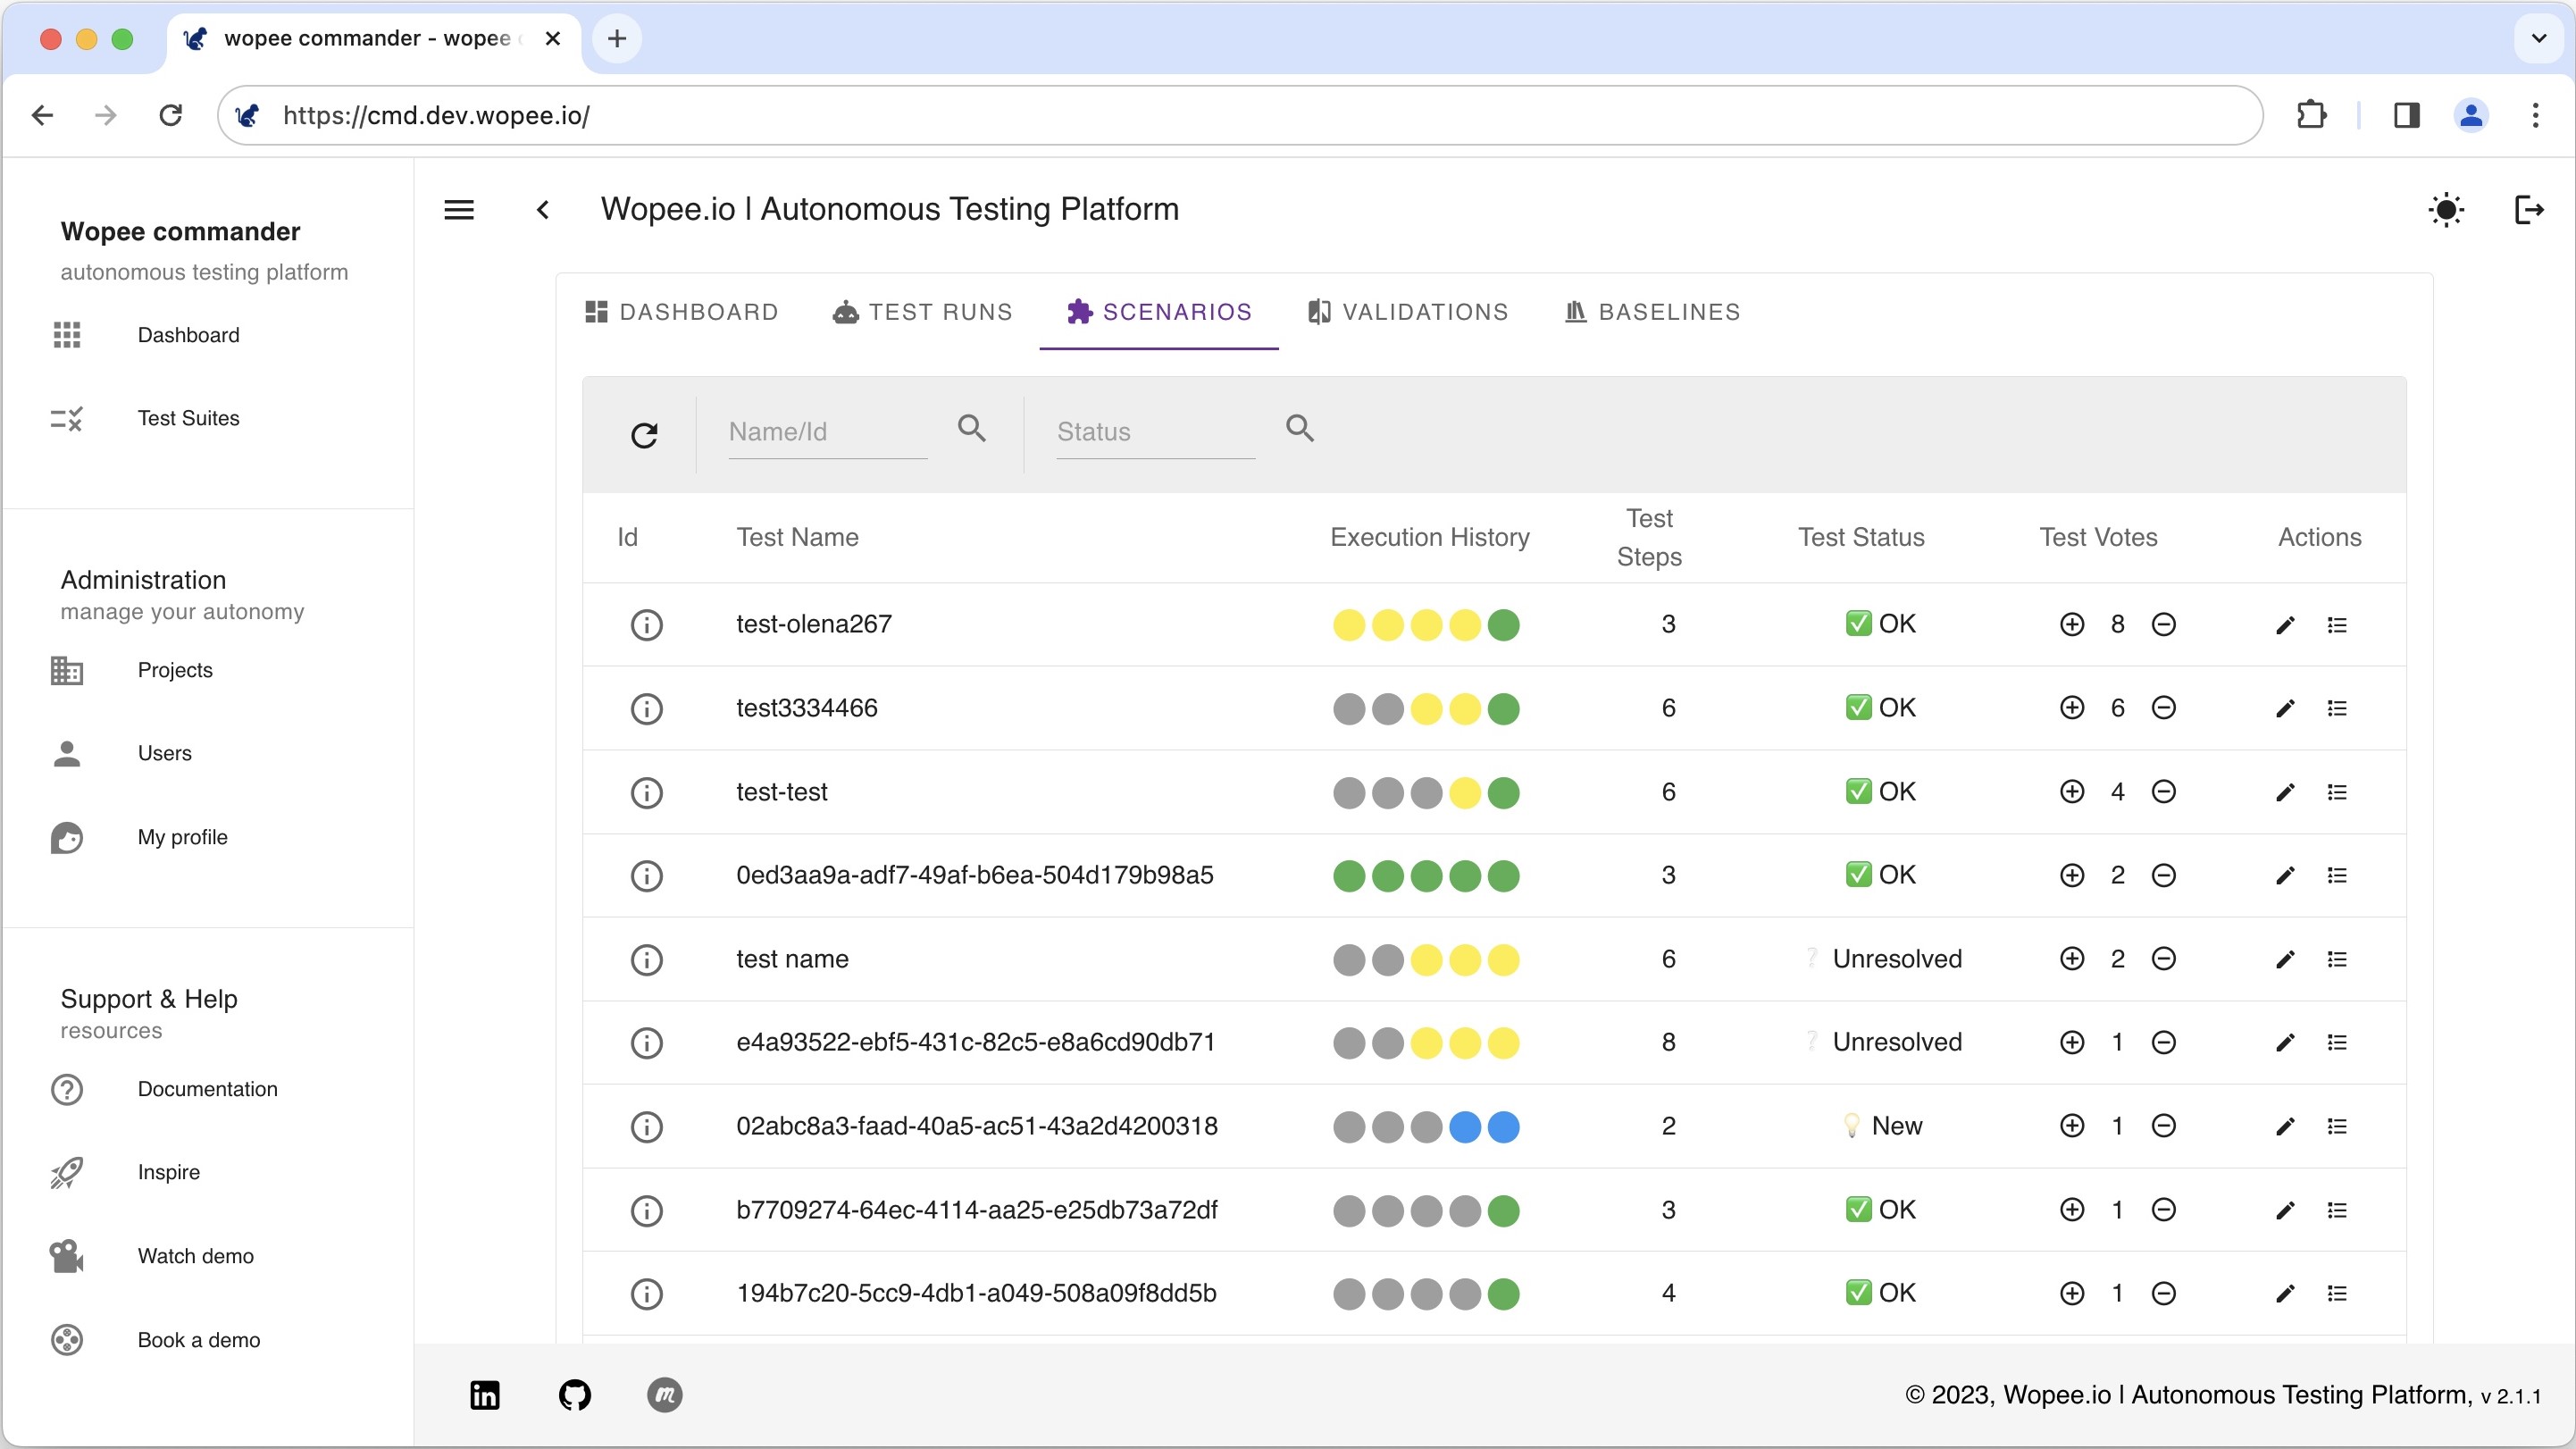 wopee commander - wopee
https://cmd.dev.wopee.io/
Wopee commander
autonomous testing platform
Dashboard
Test Suites
Administration
manage your autonomy
Projects
Users
My profile
Support & Help
resources
Documentation
Inspire
Watch demo
Book a demo
Wopee.io | Autonomous Testing Platform
DASHBOARD TEST RUNS SCENARIOS VALIDATIONS BASELINES
Name/Id Status
Id Test Name Execution History Test Steps Test Status Test Votes Actions
test-olena267 3 ✅ OK 8
test3334466 6 ✅ OK 6
test-test 6 ✅ OK 4
0ed3aa9a-adf7-49af-b6ea-504d179b98a5 3 ✅ OK 2
test name 6 ❔ Unresolved 2
e4a93522-ebf5-431c-82c5-e8a6cd90db71 8 ❔ Unresolved 1
02abc8a3-faad-40a5-ac51-43a2d4200318 2 💡 New 1
b7709274-64ec-4114-aa25-e25db73a72df 3 ✅ OK 1
194b7c20-5cc9-4db1-a049-508a09f8dd5b 4 ✅ OK 1
in m
© 2023, Wopee.io | Autonomous Testing Platform, v 2.1.1